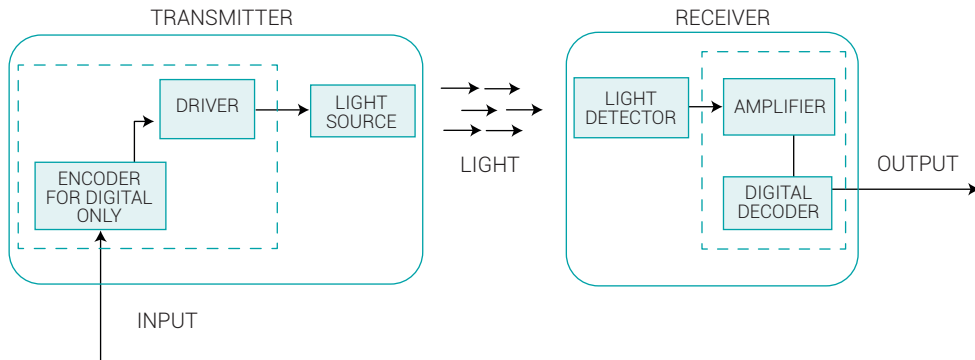 TRANSMITTER
DRIVER
LIGHT
SOURCE
ENCODER
FOR DIGITAL
ONLY
INPUT
LIGHT
RECEIVER
LIGHT
DETECTOR
AMPLIFIER
DIGITAL
DECODER
OUTPUT